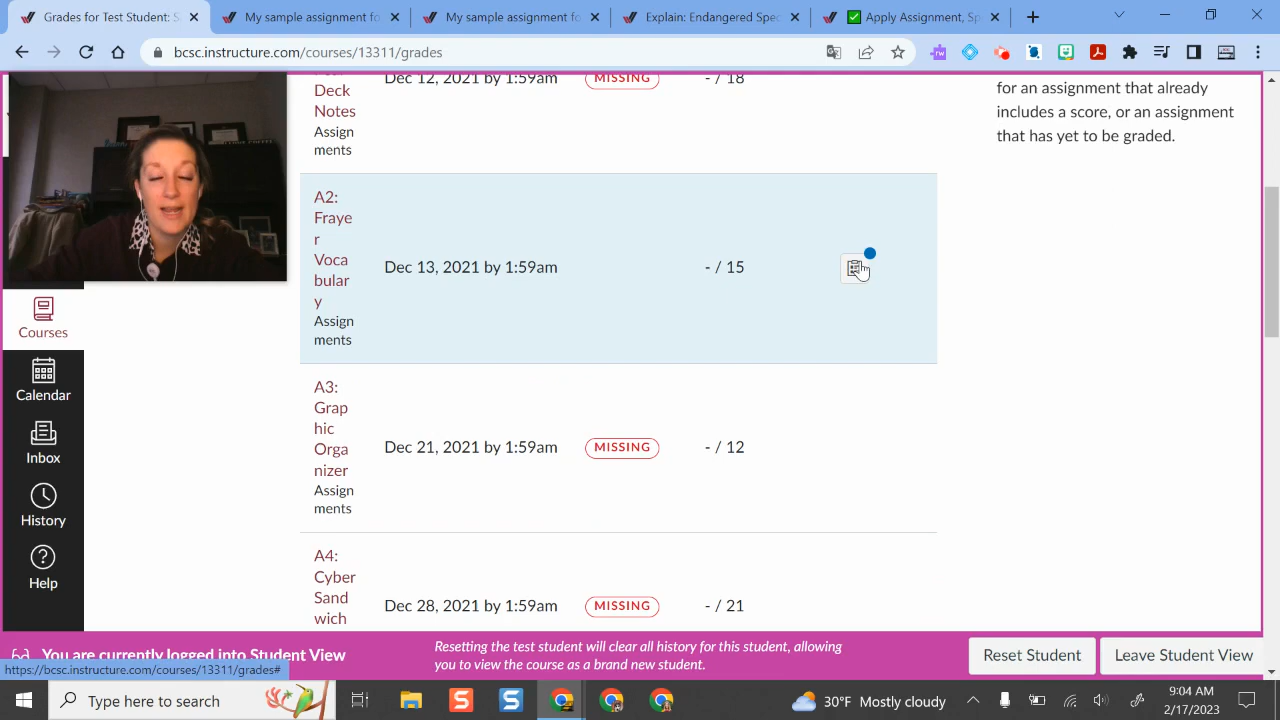 Grades for Test Student: S
My sample for assignment t
My sample for assignment t
Explain: Endangered Spec
Apply Assignment, Sp
bcsc.instructure.com/courses/13311/grades
Deck
Notes
Assign
ments
Dec 12, 2021 by 1:59am
MISSING
- / 18
for an assignment that already
includes a score, or an assignment
that has yet to be graded.
A2:
Fraye
r
Voca
bular
y
Assign
ments
Dec 13, 2021 by 1:59am
- / 15
A3:
Grap
hic
Orga
nizer
Assign
ments
Dec 21, 2021 by 1:59am
MISSING
- / 12
A4:
Cyber
Sand
wich
Dec 28, 2021 by 1:59am
MISSING
- / 21
Courses
Calendar
Inbox
History
Help
You are currently logged into Student View
Resetting the test student will clear all history for this student, allowing
you to view the course as a brand new student.
Reset Student
Leave Student View
https://bcsc.instructure.com/courses/13311/grades#
Type here to search
30°F Mostly cloudy
9:04 AM
2/17/2023